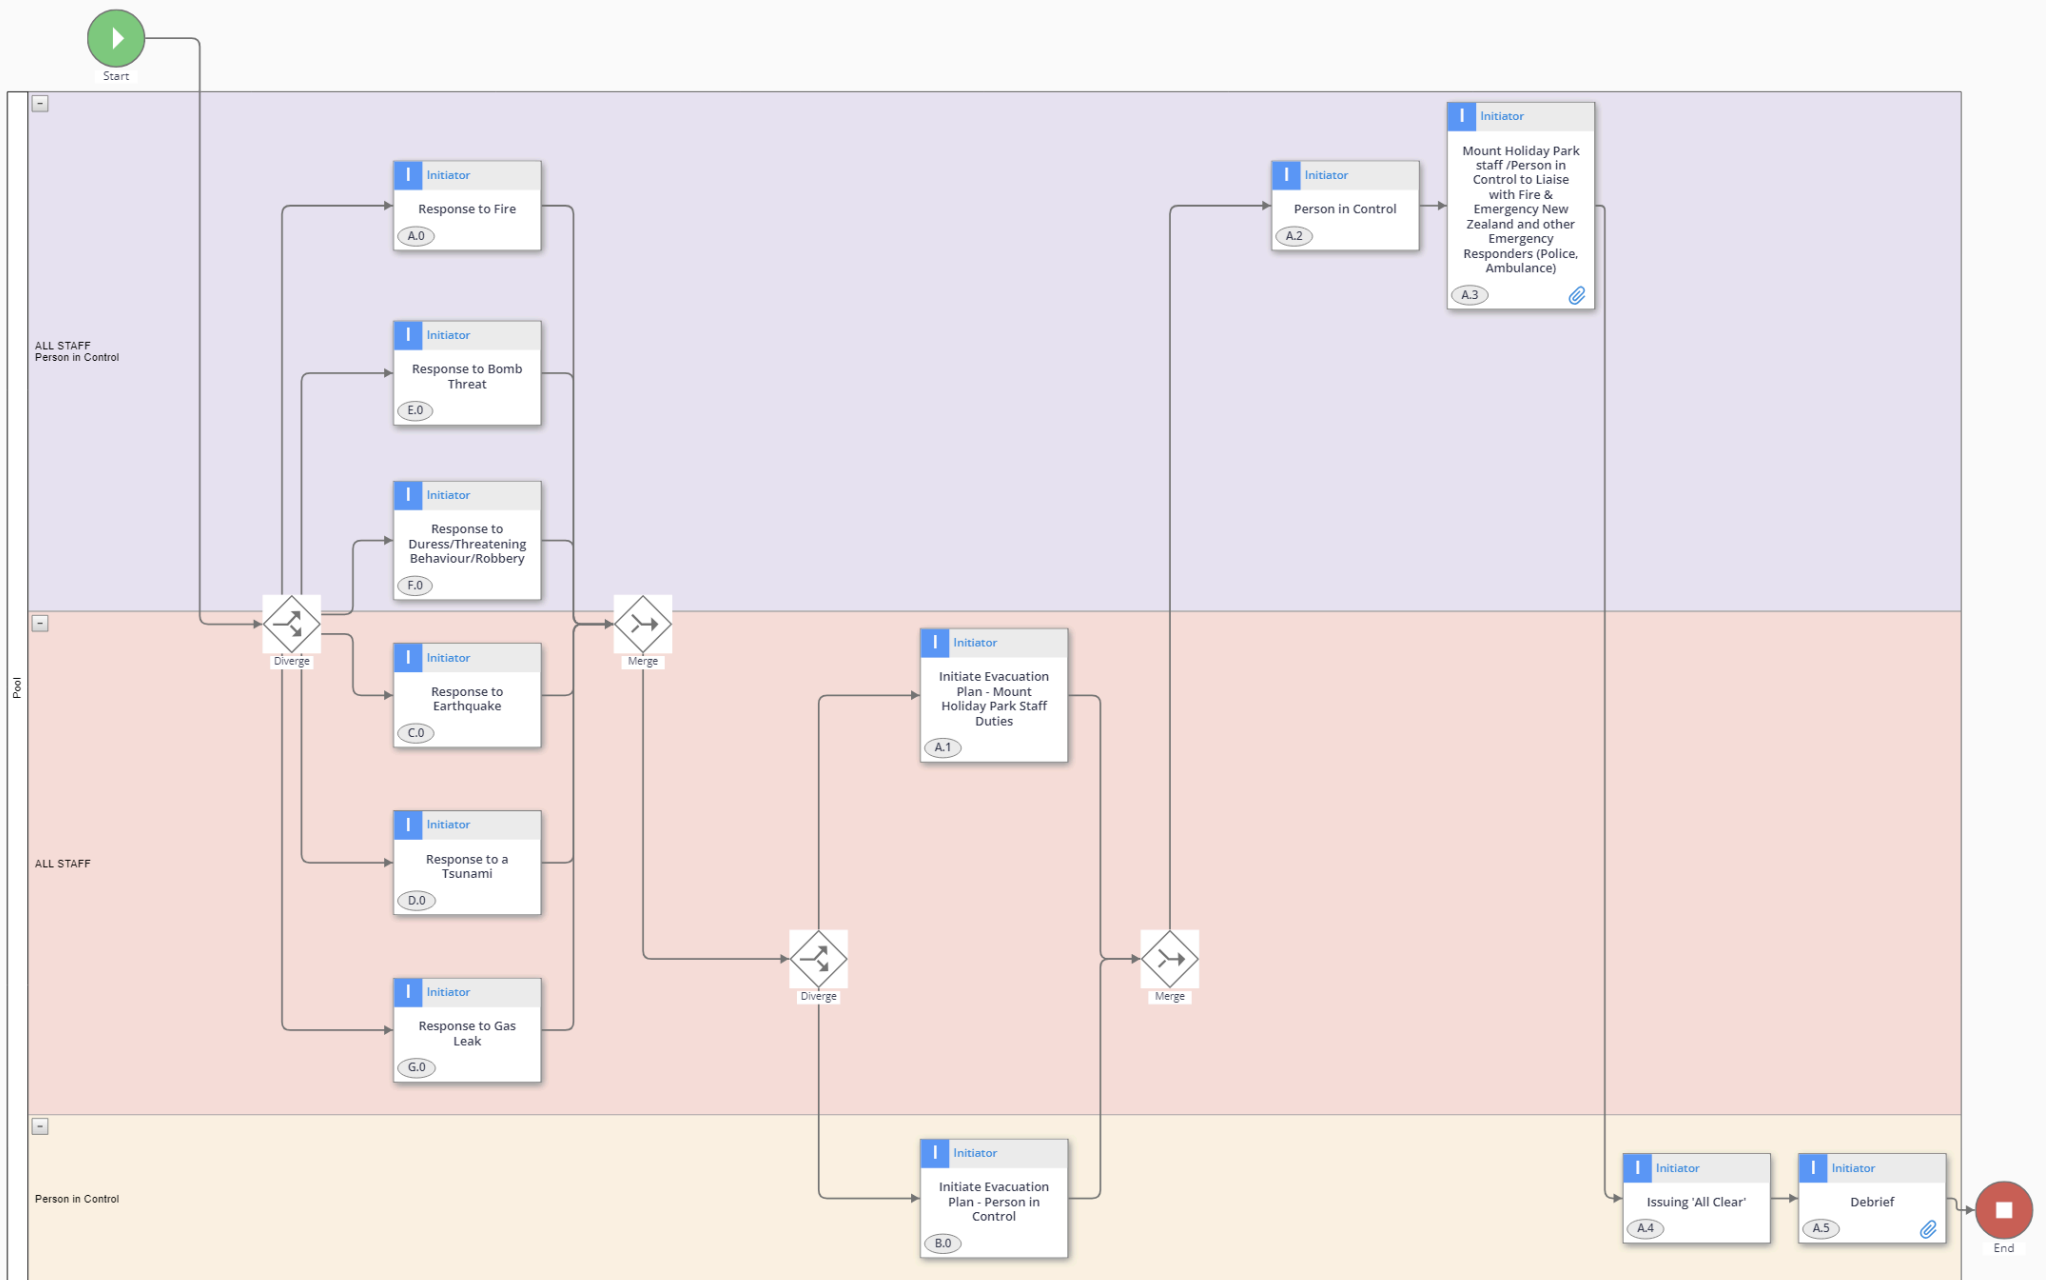 Start
Pool
ALL STAFF
Person in Control
I Initiator
Response to Fire
A.0
I Initiator
Response to Bomb
Threat
E.0
I Initiator
Response to
Duress/Threatening
Behaviour/Robbery
F.0
I Initiator
Person in Control
A.2
I Initiator
Mount Holiday Park
staff /Person in
Control to Liaise
with Fire &
Emergency New
Zealand and other
Emergency
Responders (Police,
Ambulance)
A.3
Diverge
Merge
ALL STAFF
I Initiator
Response to
Earthquake
C.0
I Initiator
Response to a
Tsunami
D.0
I Initiator
Response to Gas
Leak
G.0
I Initiator
Initiate Evacuation
Plan - Mount
Holiday Park Staff
Duties
A.1
Diverge
Merge
Person in Control
I Initiator
Initiate Evacuation
Plan - Person in
Control
B.0
I Initiator
Issuing 'All Clear'
A.4
I Initiator
Debrief
A.5
End